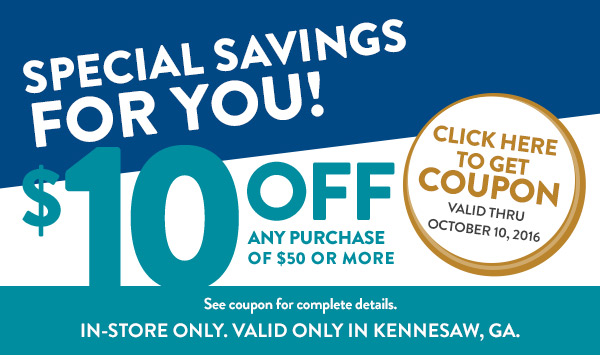 SPECIAL SAVINGS
FOR YOU!
$10 OFF
ANY PURCHASE
OF $50 OR MORE
CLICK HERE
TO GET
COUPON
VALID THRU
OCTOBER 10, 2016
See coupon for complete details.
IN-STORE ONLY. VALID ONLY IN KENNESAW, GA.